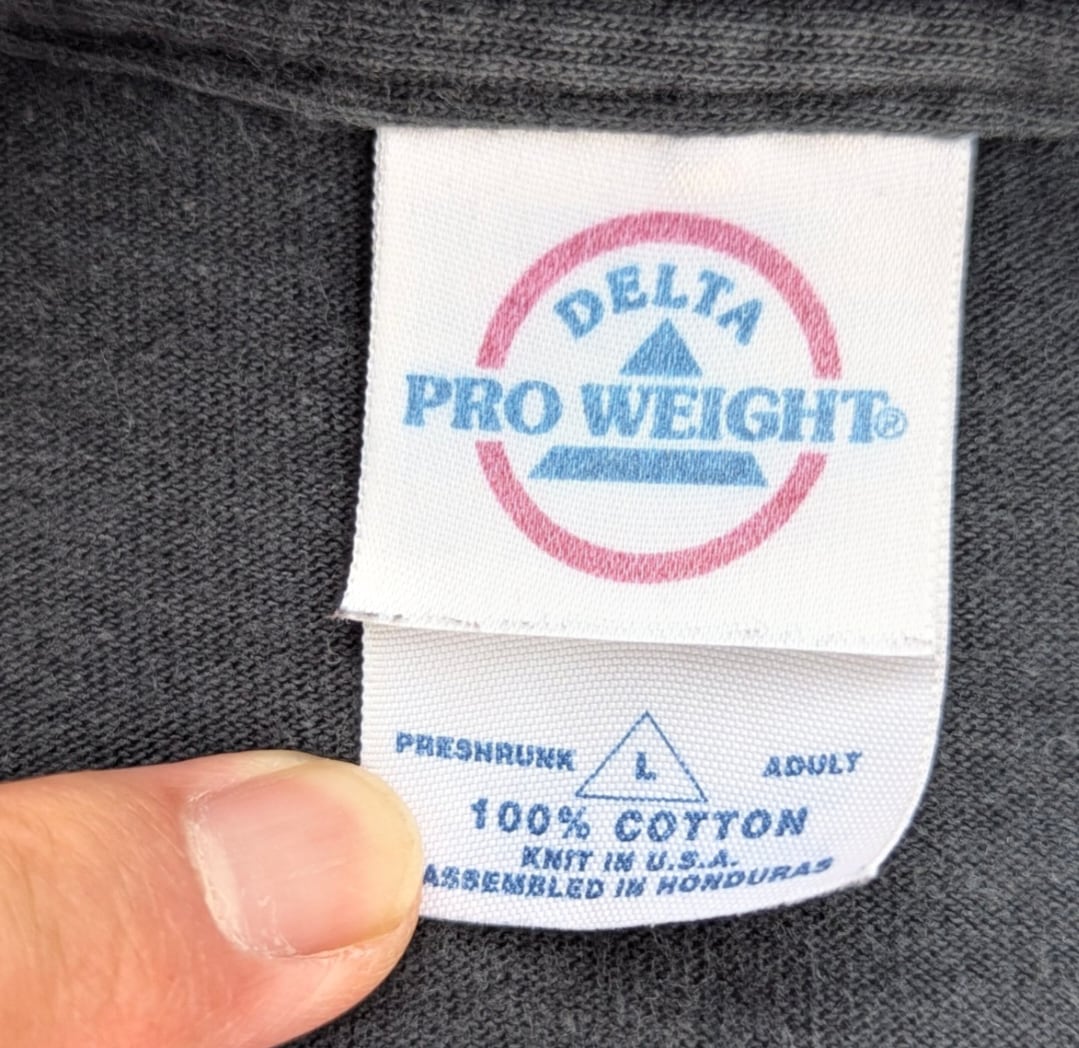 DELTA
PRO WEIGHT®
PRESHRUNK L ADULT
100% COTTON
KNIT IN U.S.A.
ASSEMBLED IN HONDURAS